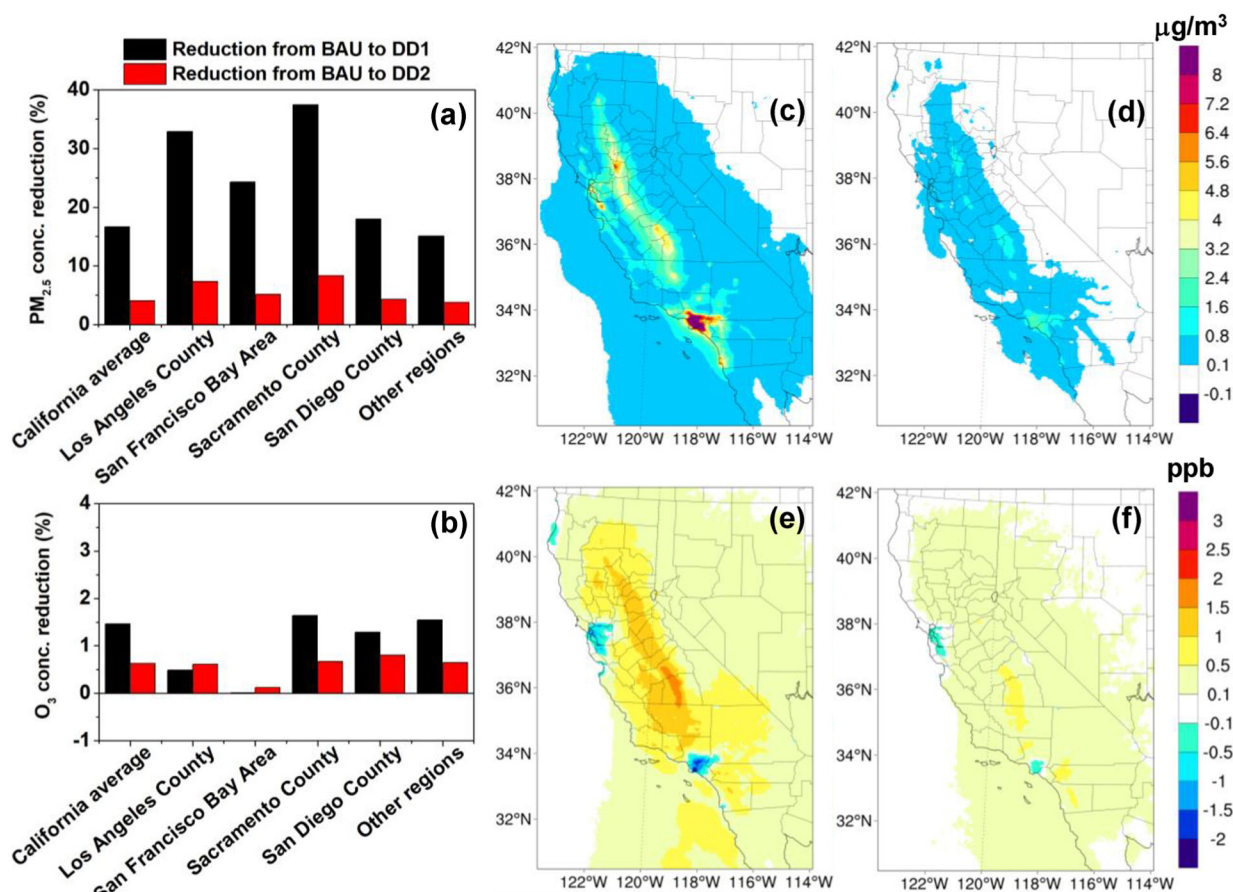 Reduction from BAU to DD1
Reduction from BAU to DD2
(a)
PM2.5 conc. reduction (%)
40
30
20
10
0
California average
Los Angeles County
San Francisco Bay Area
Sacramento County
San Diego County
Other regions
(b)
O3 conc. reduction (%)
4
3
2
1
0
-1
California average
Los Angeles County
San Francisco Bay Area
Sacramento County
San Diego County
Other regions
(c)
42°N
40°N
38°N
36°N
34°N
32°N
122°W 120°W 118°W 116°W 114°W
(d)
42°N
40°N
38°N
36°N
34°N
32°N
122°W 120°W 118°W 116°W 114°W
μg/m³
8
7.2
6.4
5.6
4.8
4
3.2
2.4
1.6
0.8
0.1
-0.1
(e)
42°N
40°N
38°N
36°N
34°N
32°N
122°W 120°W 118°W 116°W 114°W
(f)
42°N
40°N
38°N
36°N
34°N
32°N
122°W 120°W 118°W 116°W 114°W
ppb
3
2.5
2
1.5
1
0.5
0.1
-0.1
-0.5
-1
-1.5
-2